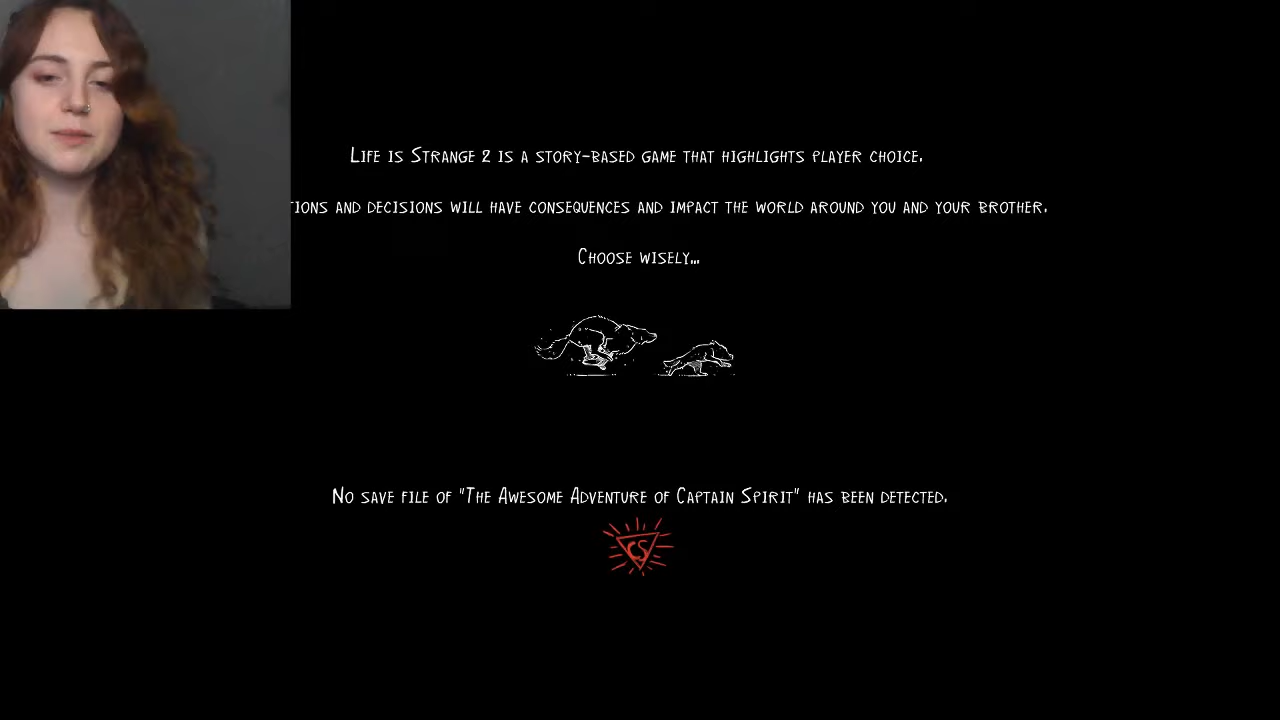 Life is Strange 2 is a story-based game that highlights player choice.
and decisions will have consequences and impact the world around you and your brother.
Choose wisely...
No save file of "The Awesome Adventure of Captain Spirit" has been detected.
CS